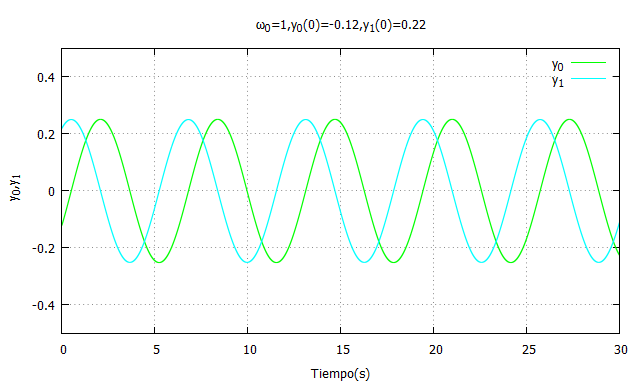 ω₀=1,y₀(0)=-0.12,y₁(0)=0.22
y₀
y₁
0.4
0.2
0
-0.2
-0.4
y₀,y₁
0 5 10 15 20 25 30
Tiempo(s)